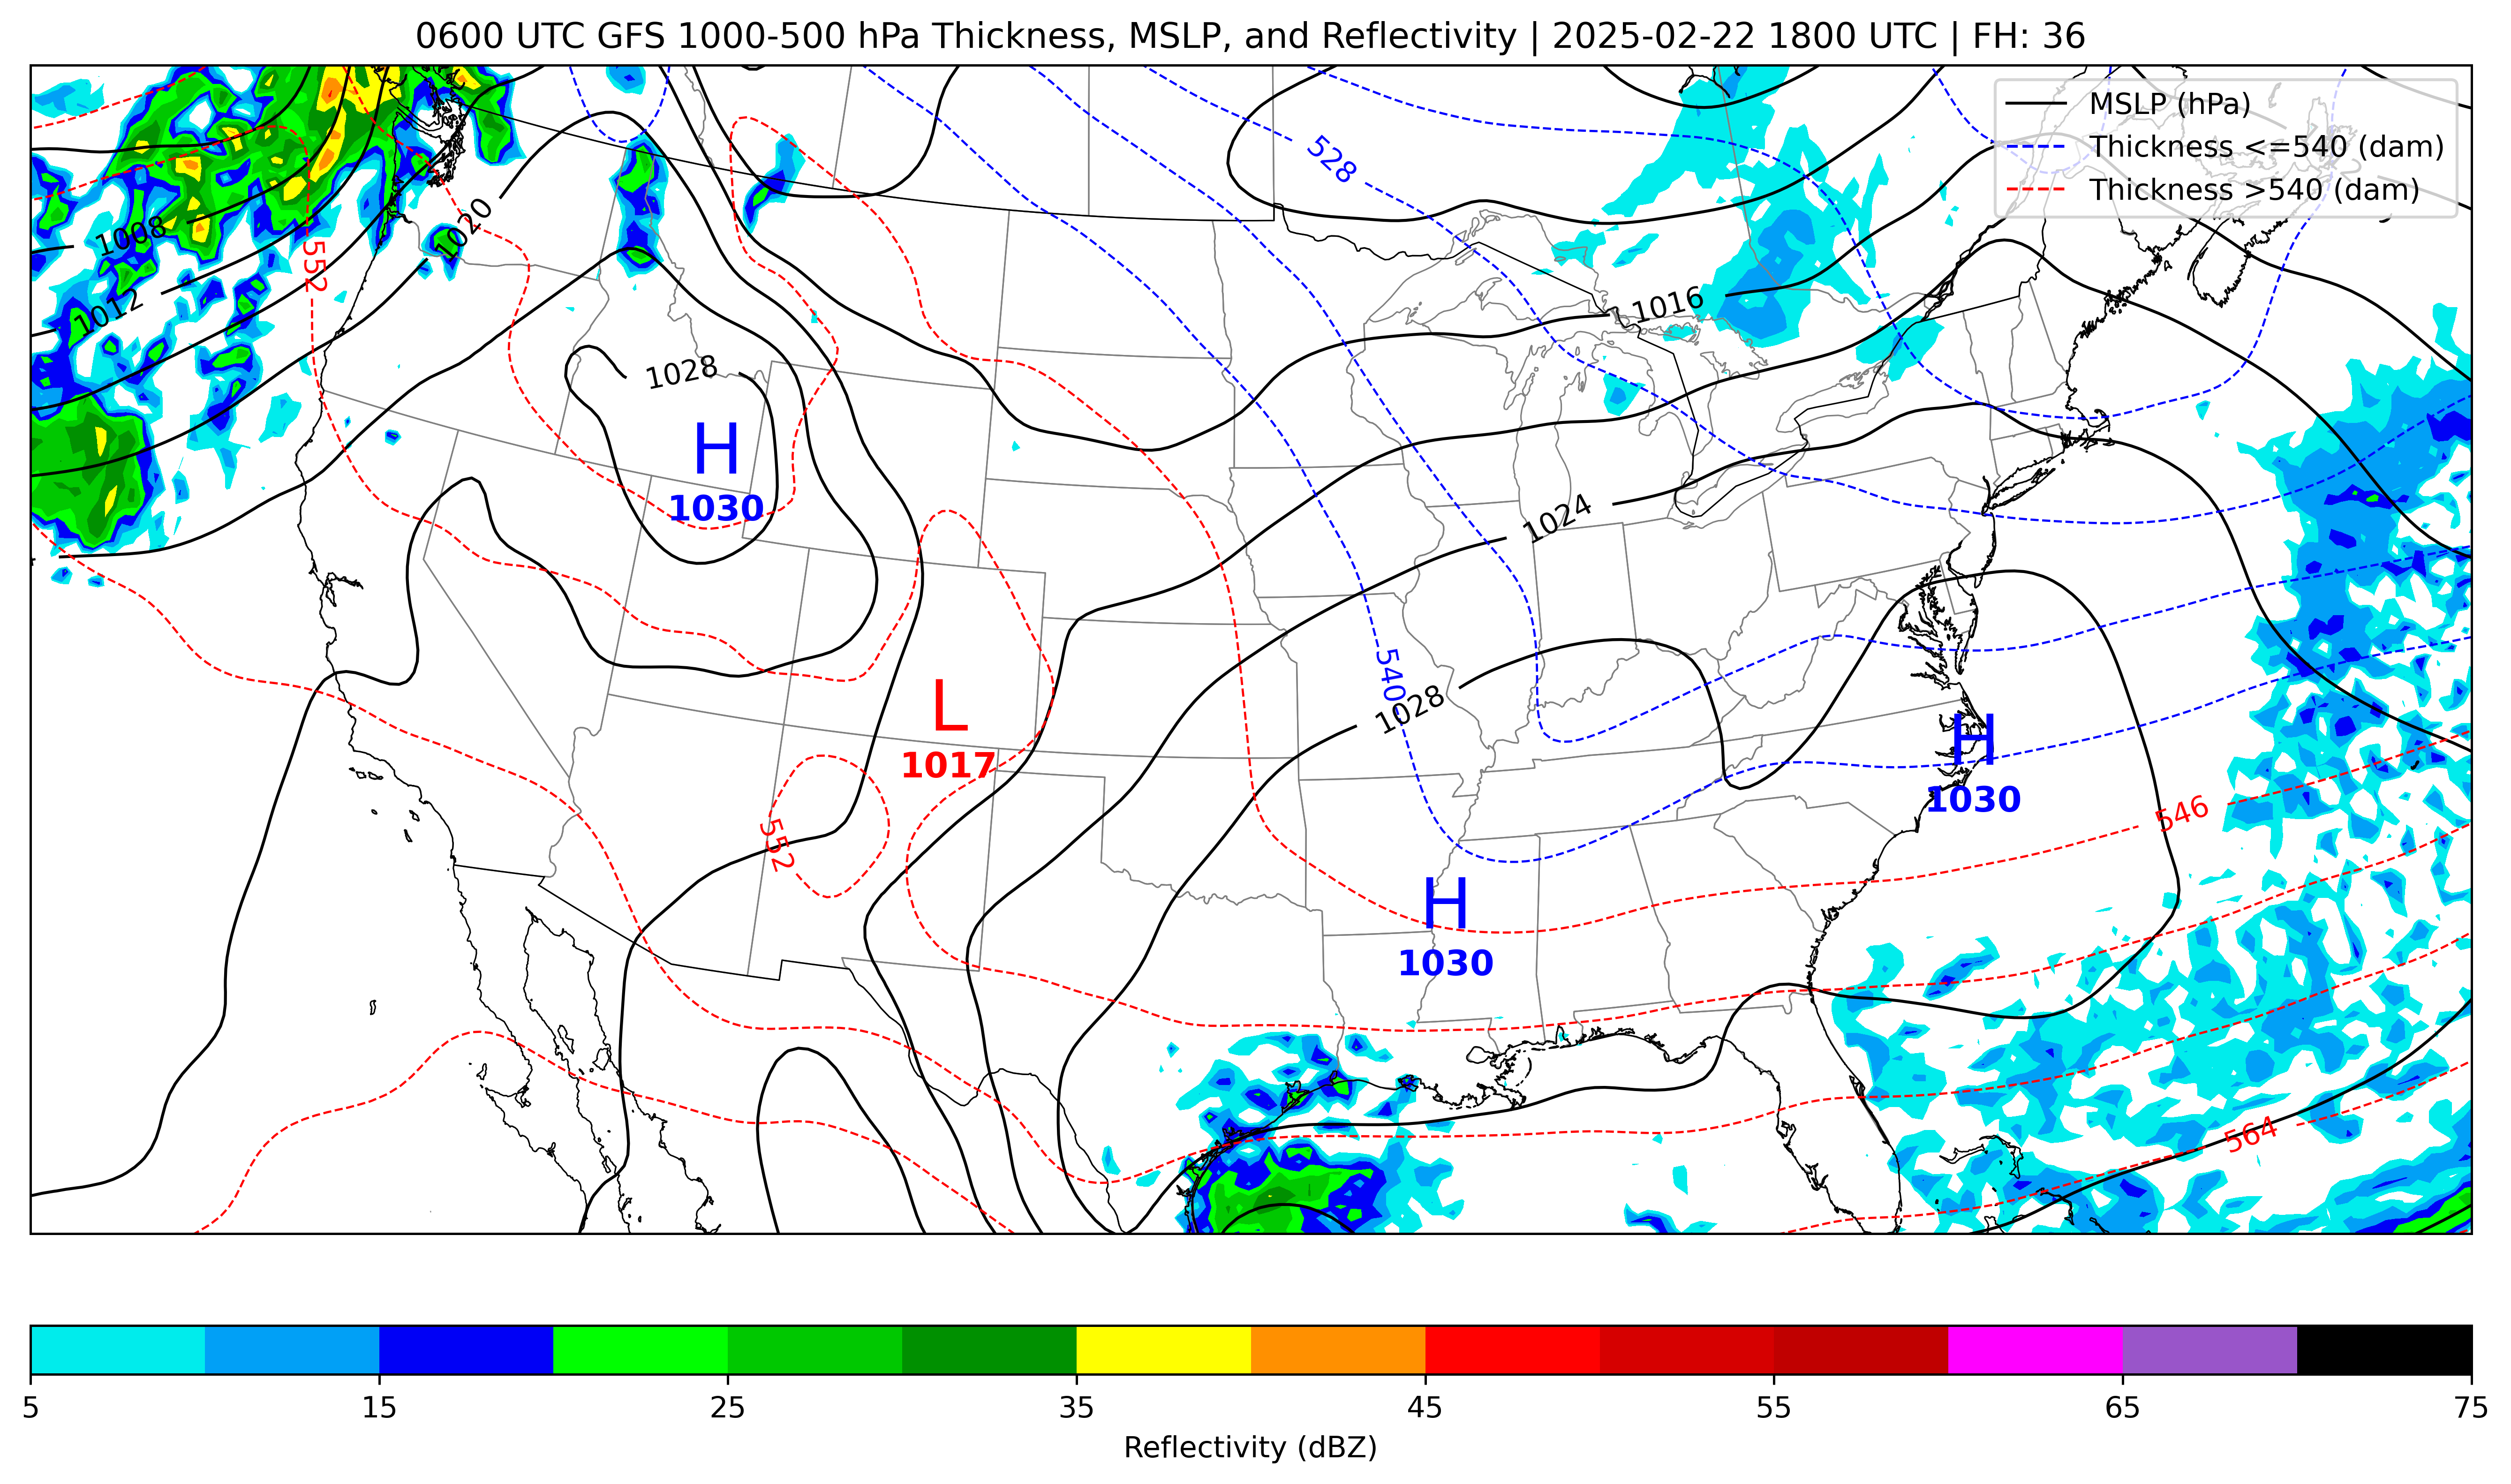 0600 UTC GFS 1000-500 hPa Thickness, MSLP, and Reflectivity | 2025-02-22 1800 UTC | FH: 36
MSLP (hPa)
Thickness <=540 (dam)
Thickness >540 (dam)
528
1020
1008
552
1012
1016
1028
H
1030
1024
540
1028
L
1017
H
1030
546
552
H
1030
564
5
15
25
35
45
55
65
75
Reflectivity (dBZ)